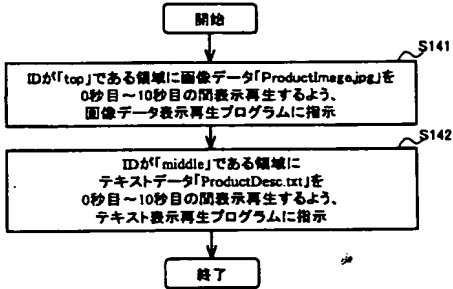 開始
S141
IDが「top」である領域に画像データ「ProductImage.jpg」を
0秒目～10秒目の間表示再生するよう、
画像データ表示再生プログラムに指示
S142
IDが「middle」である領域に
テキストデータ「ProductDesc.txt」を
0秒目～10秒目の間表示再生するよう、
テキスト表示再生プログラムに指示
終了